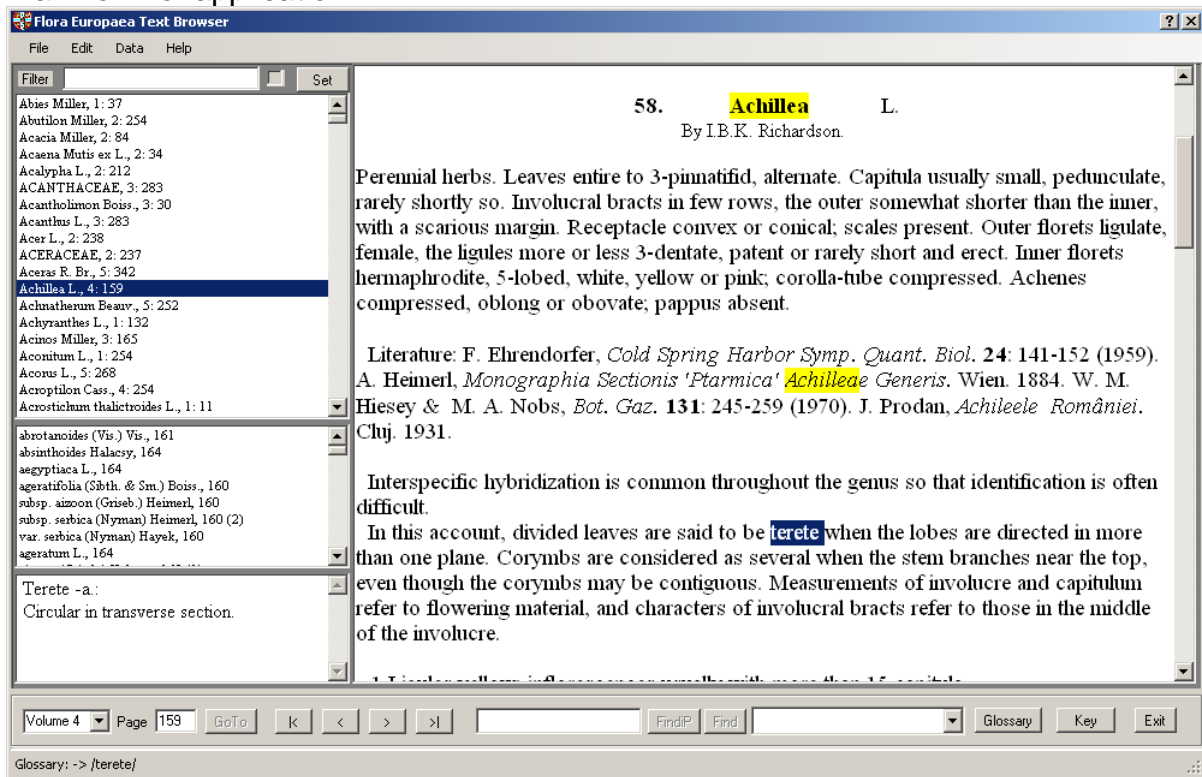 Flora Europaea Text Browser
File Edit Data Help
Filter Set
Abies Miller, 1: 37
Abutilon Miller, 2: 254
Acacia Miller, 2: 84
Acaena Mutis ex L., 2: 34
Acalypha L., 2: 212
ACANTHACEAE, 3: 283
Acantholimon Boiss., 3: 30
Acanthus L., 3: 283
Acer L., 2: 238
ACERACEAE, 2: 237
Aceras R. Br., 5: 342
Achillea L., 4: 159
Achnatherum Beauv., 5: 252
Achyranthes L., 1: 132
Acinos Miller, 3: 165
Aconitum L., 1: 254
Acorus L., 5: 268
Acroptilon Cass., 4: 254
Acrostichum thalictroides L., 1: 11
abrotanoides (Vis.) Vis., 161
absinthoides Halacsy, 164
aegyptiaca L., 164
ageratifolia (Sibth. & Sm.) Boiss., 160
subsp. aizoon (Griseb.) Heimerl, 160
subsp. serbica (Nyman) Heimerl, 160 (2)
var. serbica (Nyman) Hayek, 160
ageratum L., 164
Terete -a.:
Circular in transverse section.
58. Achillea L.
By I.B.K. Richardson.
Perennial herbs. Leaves entire to 3-pinnatifid, alternate. Capitula usually small, pedunculate,
rarely shortly so. Involucral bracts in few rows, the outer somewhat shorter than the inner,
with a scarious margin. Receptacle convex or conical; scales present. Outer florets ligulate,
female, the ligules more or less 3-dentate, patent or rarely short and erect. Inner florets
hermaphrodite, 5-lobed, white, yellow or pink; corolla-tube compressed. Achenes
compressed, oblong or obovate; pappus absent.
Literature: F. Ehrendorfer, Cold Spring Harbor Symp. Quant. Biol. 24: 141-152 (1959).
A. Heimerl, Monographia Sectionis 'Ptarmica' Achilleae Generis. Wien. 1884. W. M.
Hiesey & M. A. Nobs, Bot. Gaz. 131: 245-259 (1970). J. Prodan, Achileele României.
Cluj. 1931.
Interspecific hybridization is common throughout the genus so that identification is often
difficult.
In this account, divided leaves are said to be terete when the lobes are directed in more
than one plane. Corymbs are considered as several when the stem branches near the top,
even though the corymbs may be contiguous. Measurements of involucre and capitulum
refer to flowering material, and characters of involucral bracts refer to those in the middle
of the involucre.
Volume 4 Page 159 GoTo |< < > >| FindiP Find Glossary Key Exit
Glossary: -> /terete/